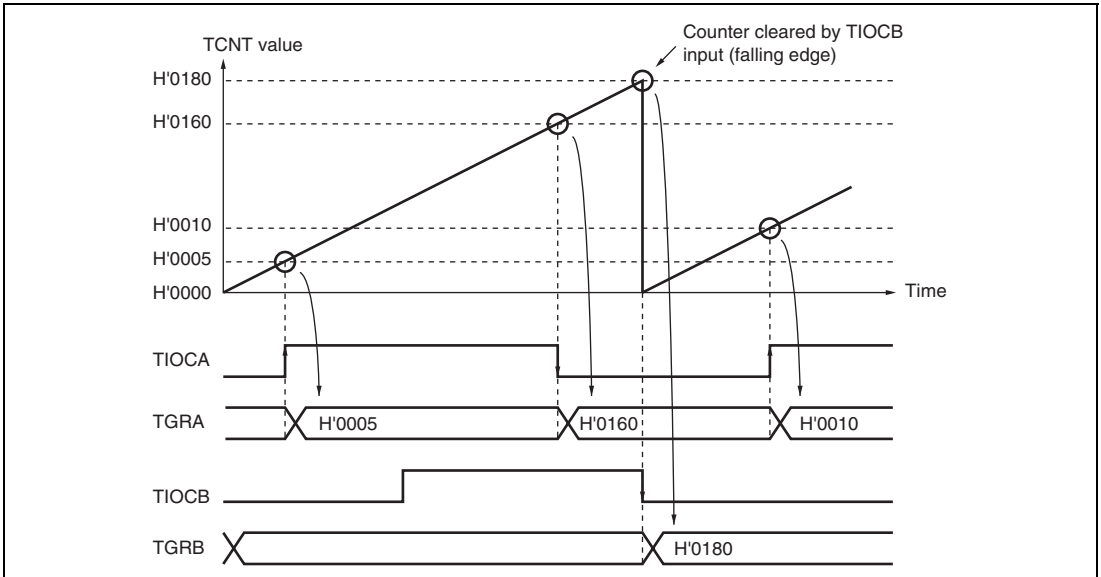 Counter cleared by TIOCB
input (falling edge)
TCNT value
H'0180
H'0160
H'0010
H'0005
H'0000
Time
TIOCA
TGRA
H'0005
H'0160
H'0010
TIOCB
TGRB
H'0180